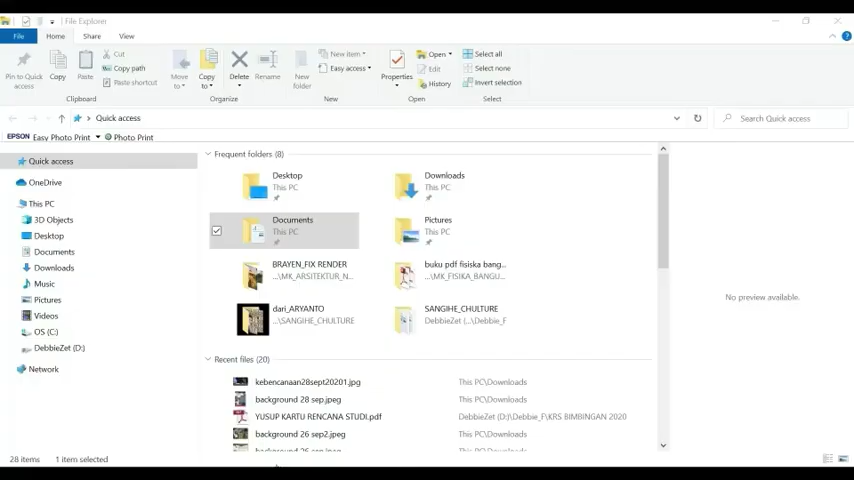 File Explorer
File Home Share View
Pin to Quick access
Copy
Paste
Cut
Copy path
Paste shortcut
Clipboard
Move to
Copy to
Delete
Rename
Organize
New folder
New item
Easy access
New
Properties
Open
Edit
History
Open
Select all
Select none
Invert selection
Select
Quick access
Search Quick access
EPSON Easy Photo Print Photo Print
Quick access
OneDrive
This PC
3D Objects
Desktop
Documents
Downloads
Music
Pictures
Videos
OS (C:)
DebbieZet (D:)
Network
Frequent folders (8)
Desktop
This PC
Downloads
This PC
Documents
This PC
Pictures
This PC
BRAYEN_FIX RENDER
...\MK_ARSITEKTUR_N...
buku pdf fisiska bang...
...\MK_FISIKA_BANGU...
dari_ARYANTO
...\SANGIHE_CHULTURE
SANGIHE_CHULTURE
DebbieZet (...\Debbie_F
Recent files (20)
kebencanaan28sept20201.jpg This PC\Downloads
background 28 sep.jpeg This PC\Downloads
YUSUP KARTU RENCANA STUDI.pdf DebbieZet (D:)\Debbie_F\KRS BIMBINGAN 2020
background 26 sep2.jpeg This PC\Downloads
No preview available.
28 items 1 item selected